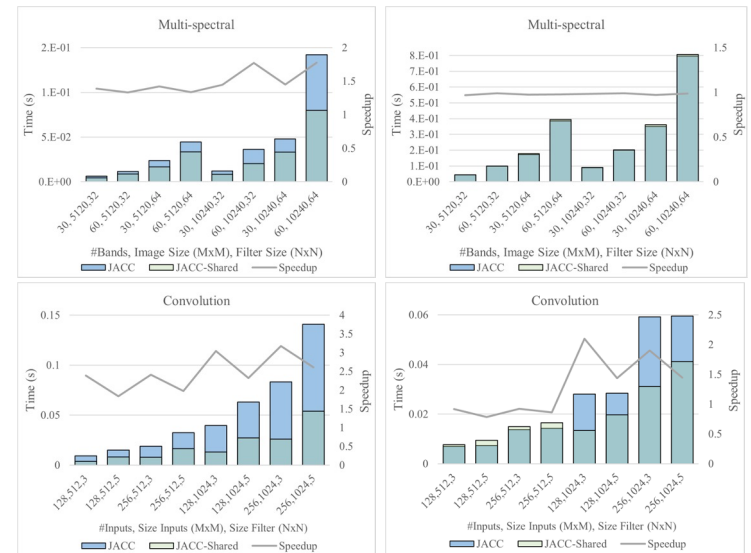 Multi-spectral
Time (s)
2.E-01
1.E-01
5.E-02
0.E+00
2
1.5
1
0.5
0
Speedup
30, 5120,32
60, 5120,32
30, 5120,64
60, 5120,64
30, 10240,32
60, 10240,32
30, 10240,64
60, 10240,64
#Bands, Image Size (MxM), Filter Size (NxN)
JACC JACC-Shared Speedup
Multi-spectral
Time (s)
8.E-01
7.E-01
6.E-01
5.E-01
4.E-01
3.E-01
2.E-01
1.E-01
0.E+00
1.5
1
0.5
0
Speedup
30, 5120,32
60, 5120,32
30, 5120,64
60, 5120,64
30, 10240,32
60, 10240,32
30, 10240,64
60, 10240,64
#Bands, Image Size (MxM), Filter Size (NxN)
JACC JACC-Shared Speedup
Convolution
Time (s)
0.15
0.1
0.05
0
4
3.5
3
2.5
2
1.5
1
0.5
0
Speedup
128,512,3
128,512,5
256,512,3
256,512,5
128,1024,3
128,1024,5
256,1024,3
256,1024,5
#Inputs, Size Inputs (MxM), Size Filter (NxN)
JACC JACC-Shared Speedup
Convolution
Time (s)
0.06
0.04
0.02
0
2.5
2
1.5
1
0.5
0
Speedup
128,512,3
128,512,5
256,512,3
256,512,5
128,1024,3
128,1024,5
256,1024,3
256,1024,5
#Inputs, Size Inputs (MxM), Size Filter (NxN)
JACC JACC-Shared Speedup